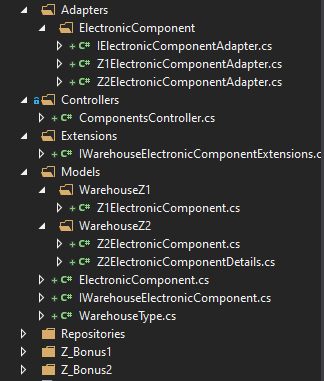 Adapters
ElectronicComponent
+ C# IElectronicComponentAdapter.cs
+ C# Z1ElectronicComponentAdapter.cs
+ C# Z2ElectronicComponentAdapter.cs
Controllers
+ C# ComponentsController.cs
Extensions
+ C# IWarehouseElectronicComponentExtensions.c
Models
WarehouseZ1
+ C# Z1ElectronicComponent.cs
WarehouseZ2
+ C# Z2ElectronicComponent.cs
+ C# Z2ElectronicComponentDetails.cs
+ C# ElectronicComponent.cs
+ C# IWarehouseElectronicComponent.cs
+ C# WarehouseType.cs
Repositories
Z_Bonus1
Z_Bonus2